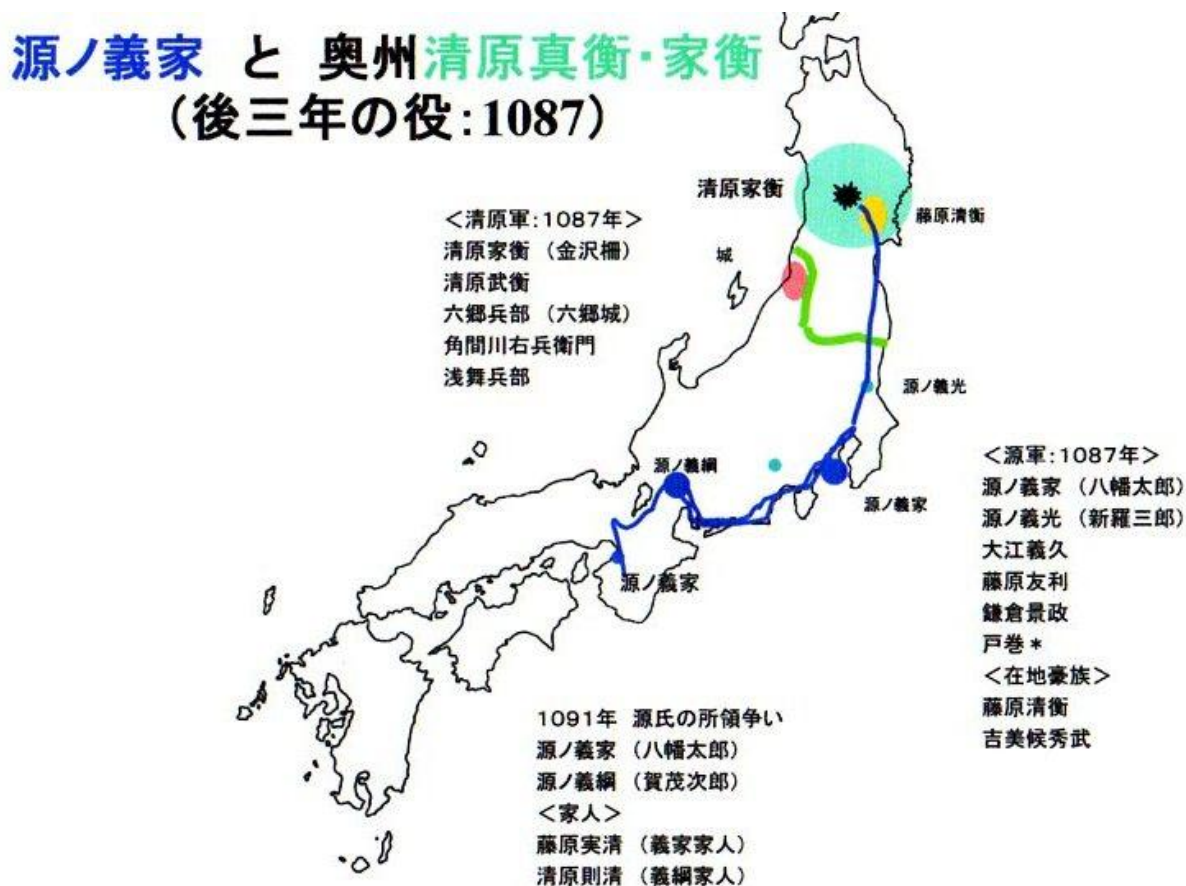 源ノ義家 と 奥州清原真衡・家衡
（後三年の役：1087）
清原家衡
藤原清衡
＜清原軍：1087年＞
清原家衡 （金沢柵）
清原武衡
六郷兵部 （六郷城）
角間川右兵衛門
浅舞兵部
城
源ノ義光
源ノ義綱
源ノ義家
源ノ義家
＜源軍：1087年＞
源ノ義家 （八幡太郎）
源ノ義光 （新羅三郎）
大江義久
藤原友利
鎌倉景政
戸巻＊
＜在地豪族＞
藤原清衡
吉美候秀武
1091年 源氏の所領争い
源ノ義家 （八幡太郎）
源ノ義綱 （賀茂次郎）
＜家人＞
藤原実清 （義家家人）
清原則清 （義綱家人）